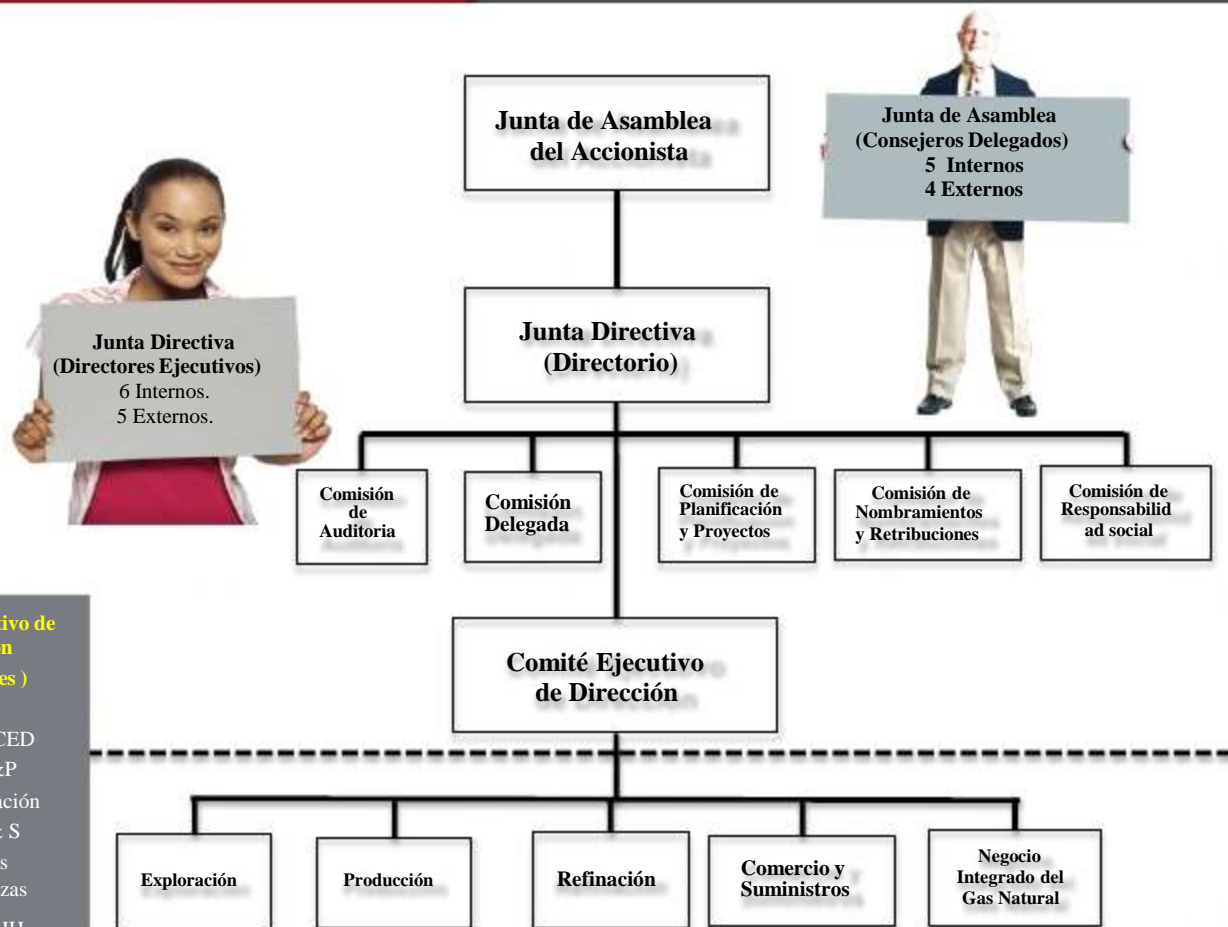 Junta de Asamblea
del Accionista
Junta de Asamblea
(Consejeros Delegados)
5 Internos
4 Externos
Junta Directiva
(Directorio)
Junta Directiva
(Directores Ejecutivos)
6 Internos.
5 Externos.
Comisión
de
Auditoria
Comisión
Delegada
Comisión de
Planificación
y Proyectos
Comisión de
Nombramientos
y Retribuciones
Comisión de
Responsabilid
ad social
Comité Ejecutivo
de Dirección
de
CED
S
Exploración
Producción
Refinación
Comercio y
Suministros
Negocio
Integrado del
Gas Natural